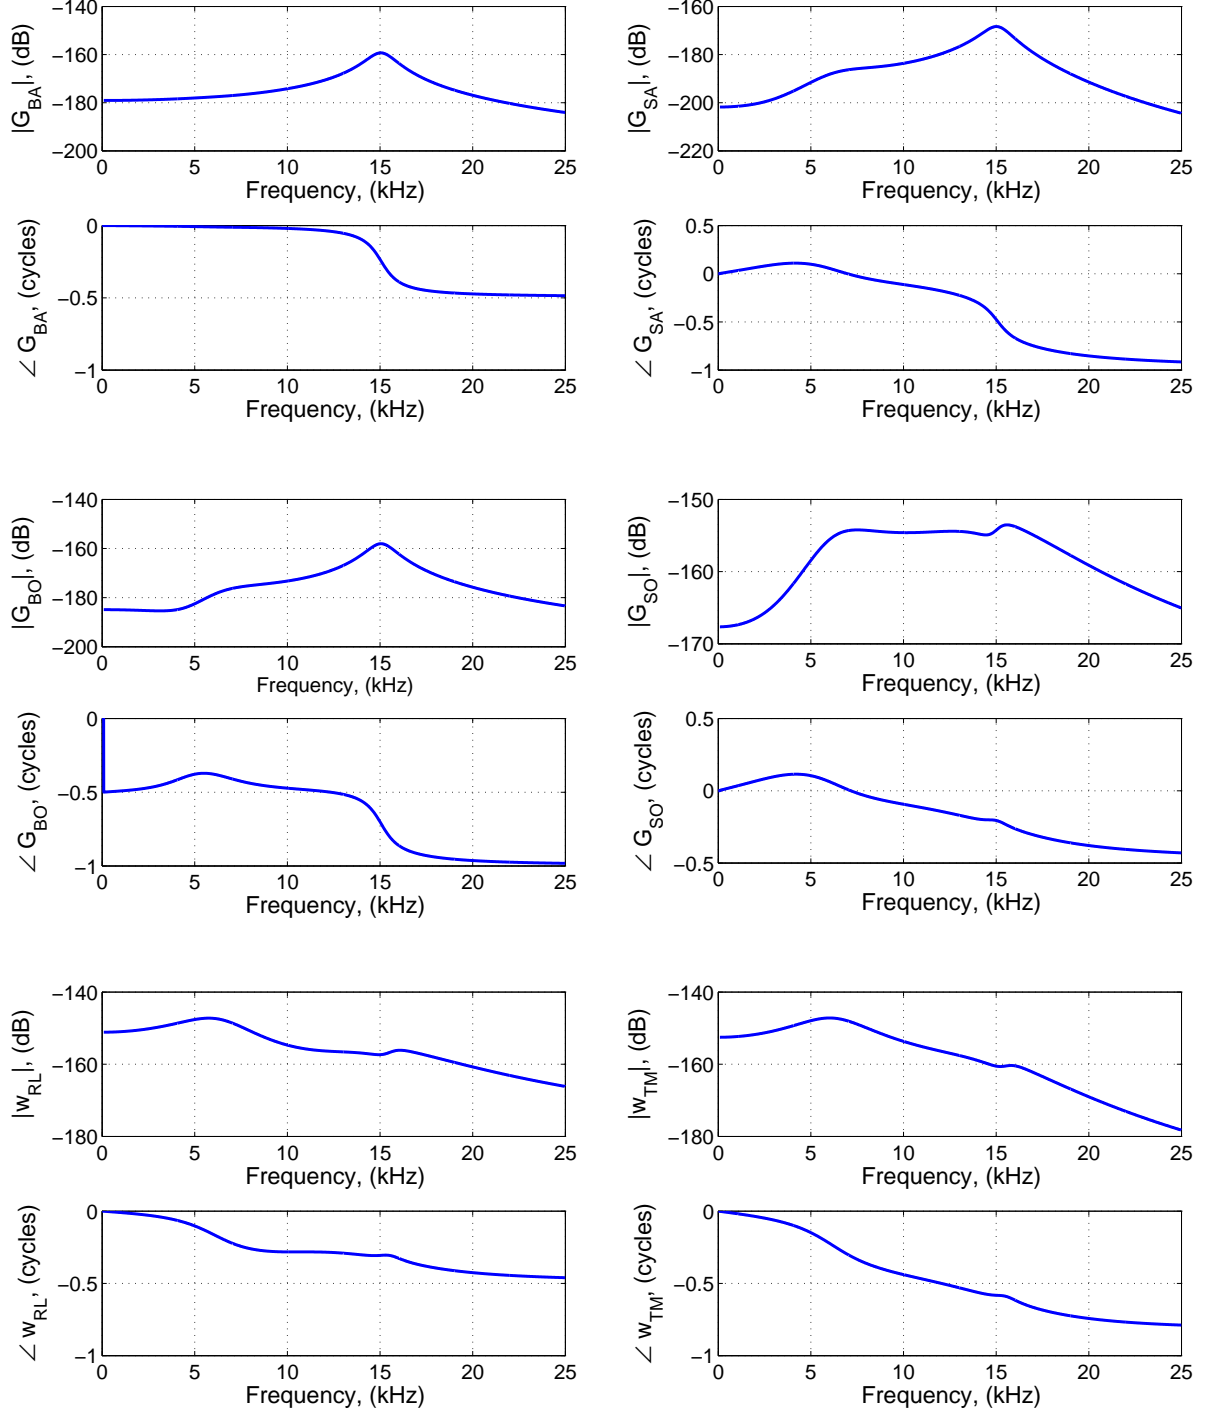 −140
−160
−180
−200
|G_BA|, (dB)
0 5 10 15 20 25
Frequency, (kHz)
−160
−180
−200
−220
|G_SA|, (dB)
0 5 10 15 20 25
Frequency, (kHz)
0
−0.5
−1
∠ G_BA, (cycles)
0 5 10 15 20 25
Frequency, (kHz)
0.5
0
−0.5
−1
∠ G_SA, (cycles)
0 5 10 15 20 25
Frequency, (kHz)
−140
−160
−180
−200
|G_BO|, (dB)
0 5 10 15 20 25
Frequency, (kHz)
−150
−160
−170
|G_SO|, (dB)
0 5 10 15 20 25
Frequency, (kHz)
0
−0.5
−1
∠ G_BO, (cycles)
0 5 10 15 20 25
Frequency, (kHz)
0.5
0
−0.5
∠ G_SO, (cycles)
0 5 10 15 20 25
Frequency, (kHz)
−140
−160
−180
|w_RL|, (dB)
0 5 10 15 20 25
Frequency, (kHz)
−140
−160
−180
|w_TM|, (dB)
0 5 10 15 20 25
Frequency, (kHz)
0
−0.5
−1
∠ w_RL, (cycles)
0 5 10 15 20 25
Frequency, (kHz)
0
−0.5
−1
∠ w_TM, (cycles)
0 5 10 15 20 25
Frequency, (kHz)